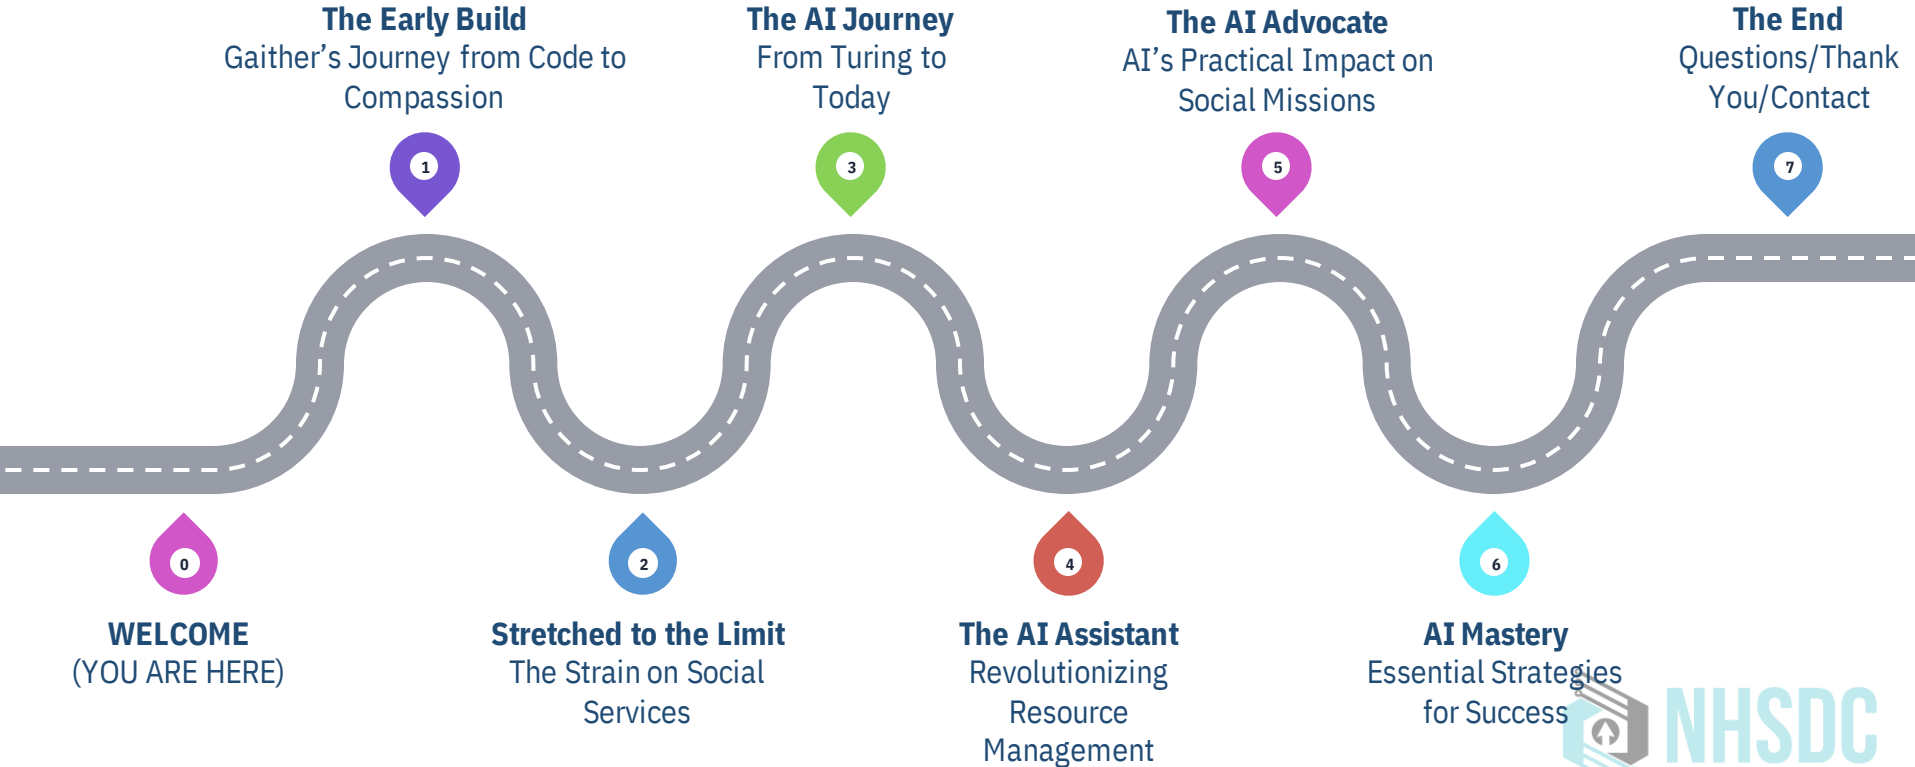 The Early Build
Gaither’s Journey from Code to
Compassion
1
The AI Journey
From Turing to
Today
3
The AI Advocate
AI’s Practical Impact on
Social Missions
5
The End
Questions/Thank
You/Contact
7
0
WELCOME
(YOU ARE HERE)
2
Stretched to the Limit
The Strain on Social
Services
4
The AI Assistant
Revolutionizing
Resource
Management
6
AI Mastery
Essential Strategies
for Success
NHSDC